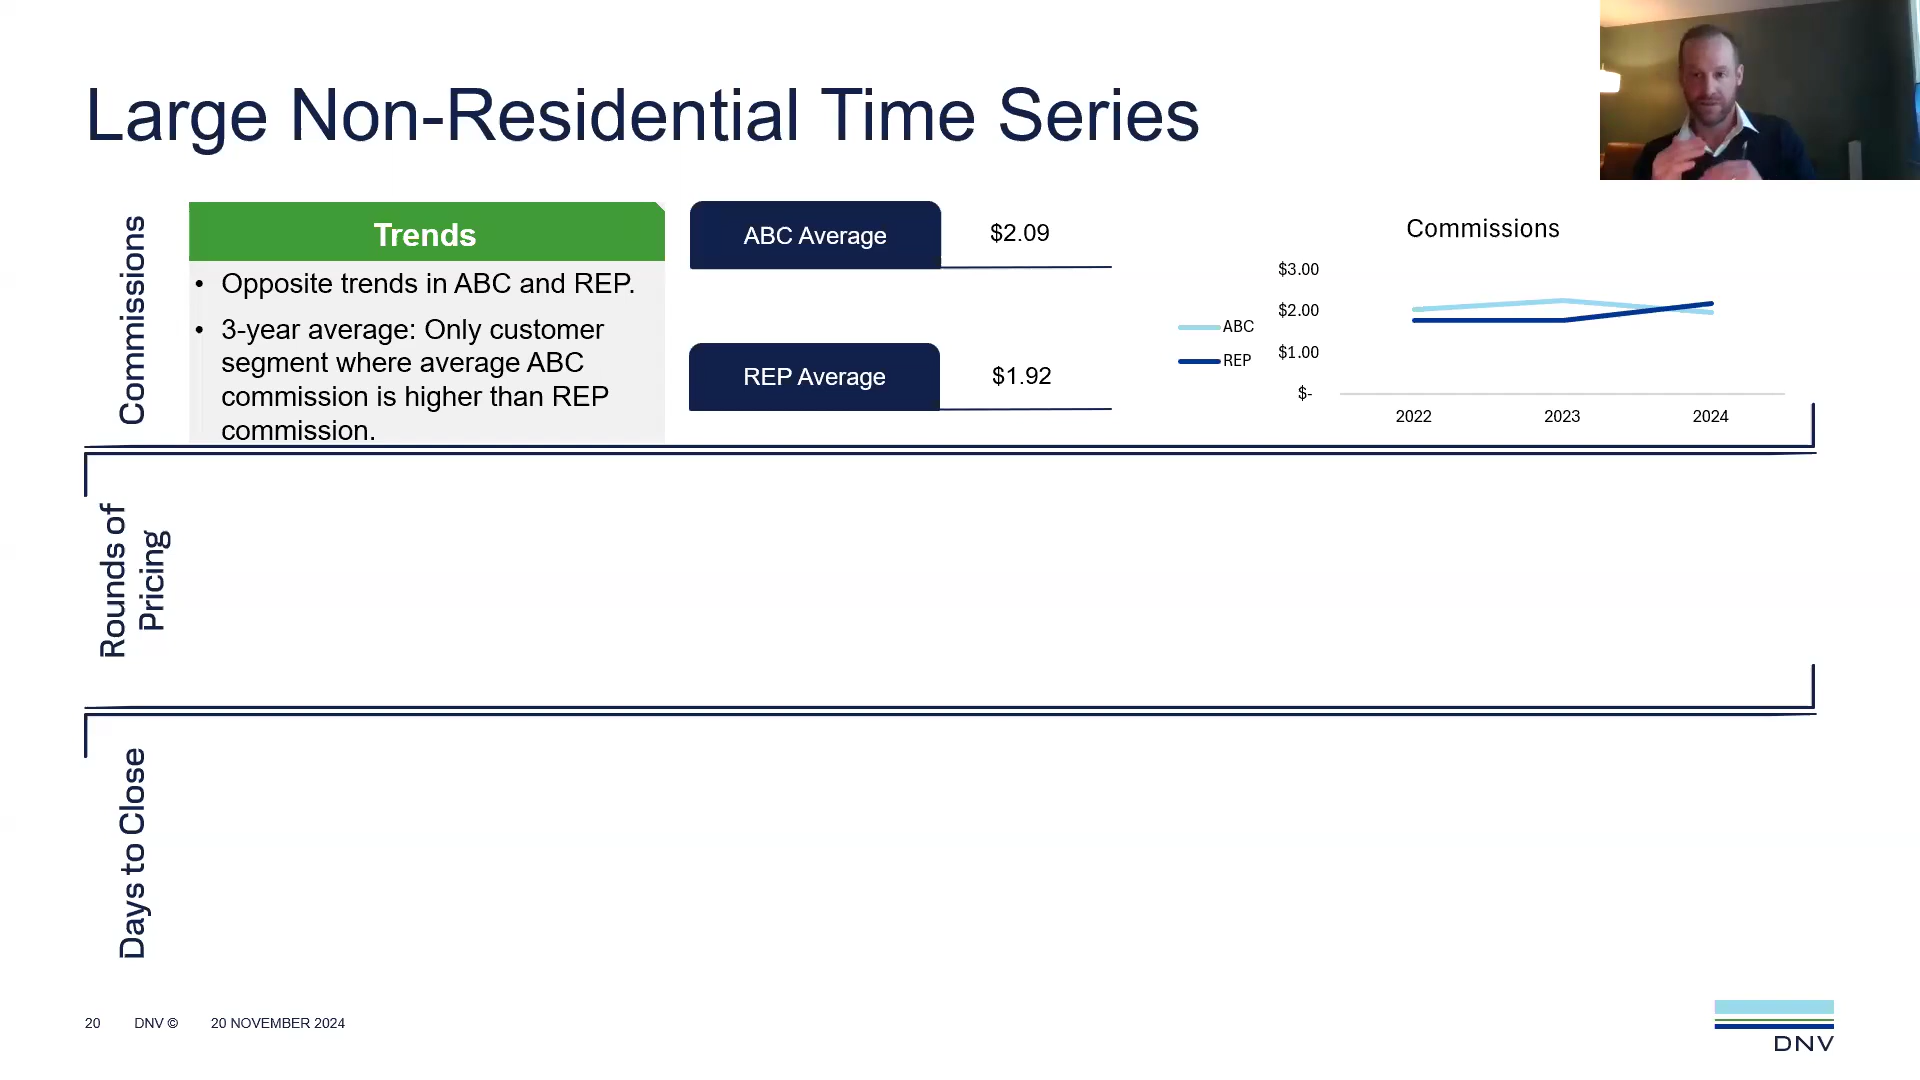 Large Non-Residential Time Series
Commissions
Trends
• Opposite trends in ABC and REP.
• 3-year average: Only customer
segment where average ABC
commission is higher than REP
commission.
ABC Average
$2.09
REP Average
$1.92
Commissions
ABC
REP
$3.00
$2.00
$1.00
$-
2022
2023
2024
Rounds of
Pricing
Days to Close
20
DNV ©
20 NOVEMBER 2024
DNV